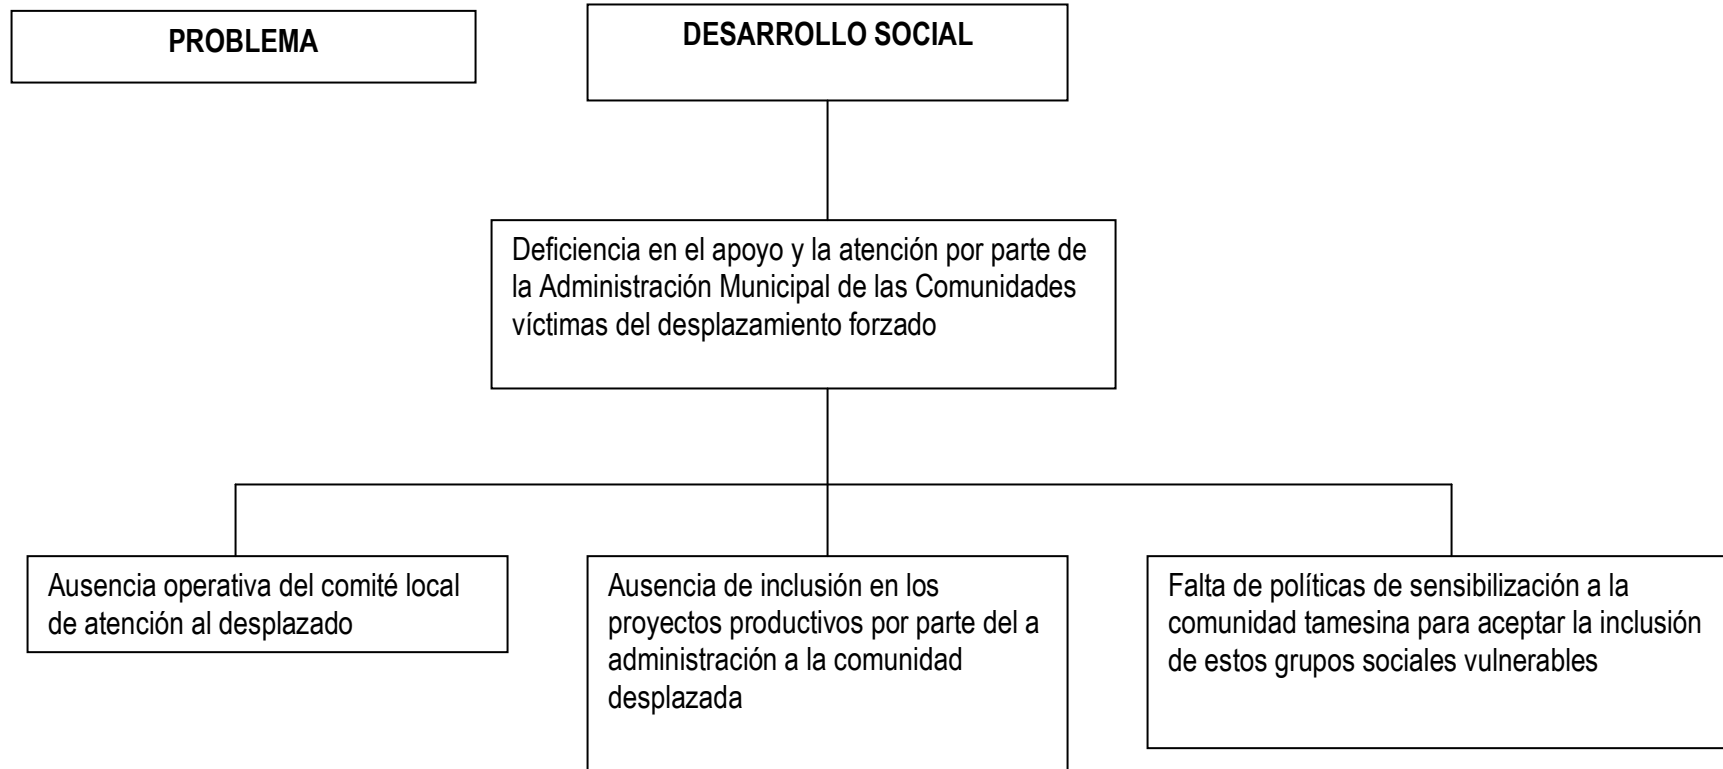 PROBLEMA
DESARROLLO SOCIAL
Deficiencia en el apoyo y la atención por parte de
la Administración Municipal de las Comunidades
víctimas del desplazamiento forzado
Ausencia operativa del comité local
de atención al desplazado
Ausencia de inclusión en los
proyectos productivos por parte del a
administración a la comunidad
desplazada
Falta de políticas de sensibilización a la
comunidad tamesina para aceptar la inclusión
de estos grupos sociales vulnerables